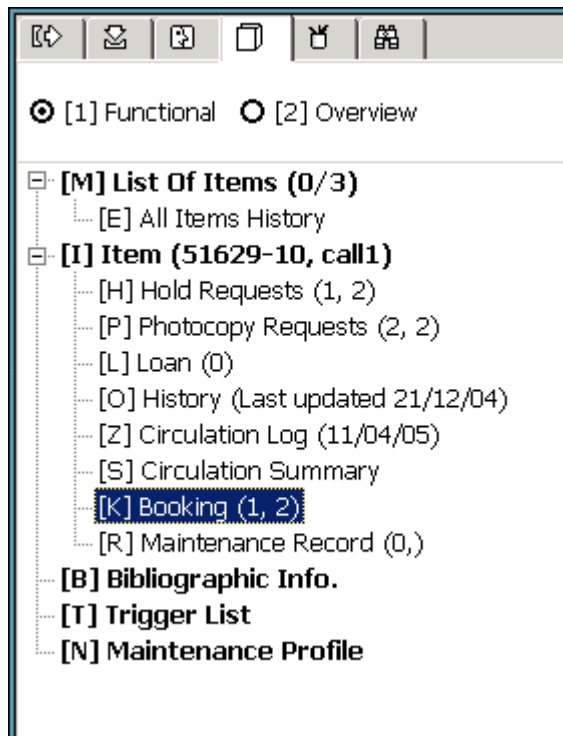 [1] Functional [2] Overview
[M] List Of Items (0/3)
[E] All Items History
[I] Item (51629-10, call1)
[H] Hold Requests (1, 2)
[P] Photocopy Requests (2, 2)
[L] Loan (0)
[O] History (Last updated 21/12/04)
[Z] Circulation Log (11/04/05)
[S] Circulation Summary
[K] Booking (1, 2)
[R] Maintenance Record (0,)
[B] Bibliographic Info.
[T] Trigger List
[N] Maintenance Profile